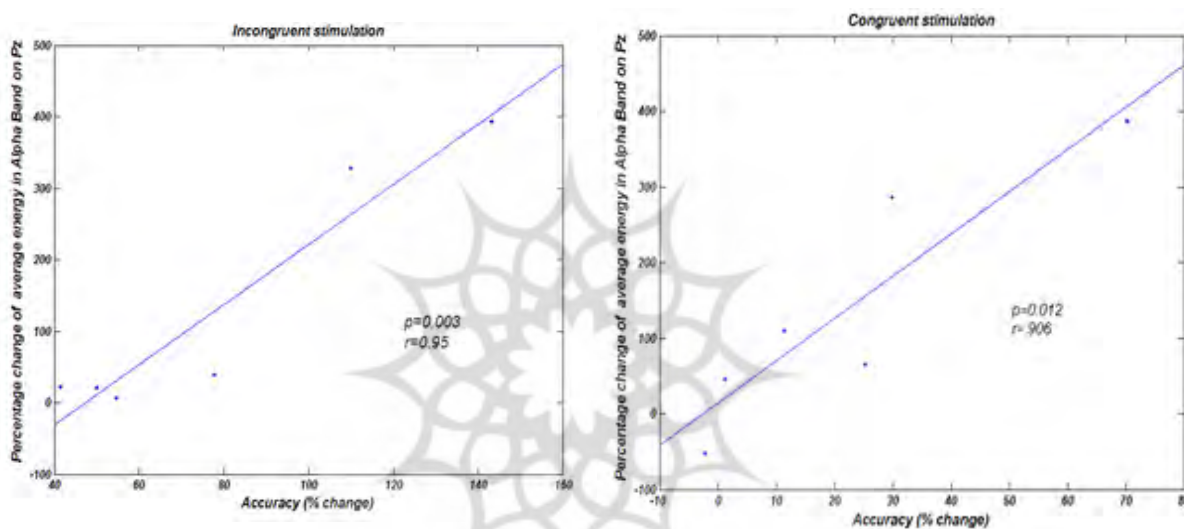 Incongruent stimulation
Percentage change of average energy in Alpha Band on Pz
500
400
300
200
100
0
-100
p=0.003
r=0.95
40 60 80 100 120 140 160
Accuracy (% change)
Congruent stimulation
Percentage change of average energy in Alpha Band on Pz
500
400
300
200
100
0
-100
p=0.012
r=.906
-10 0 10 20 30 40 50 60 70 80
Accuracy (% change)